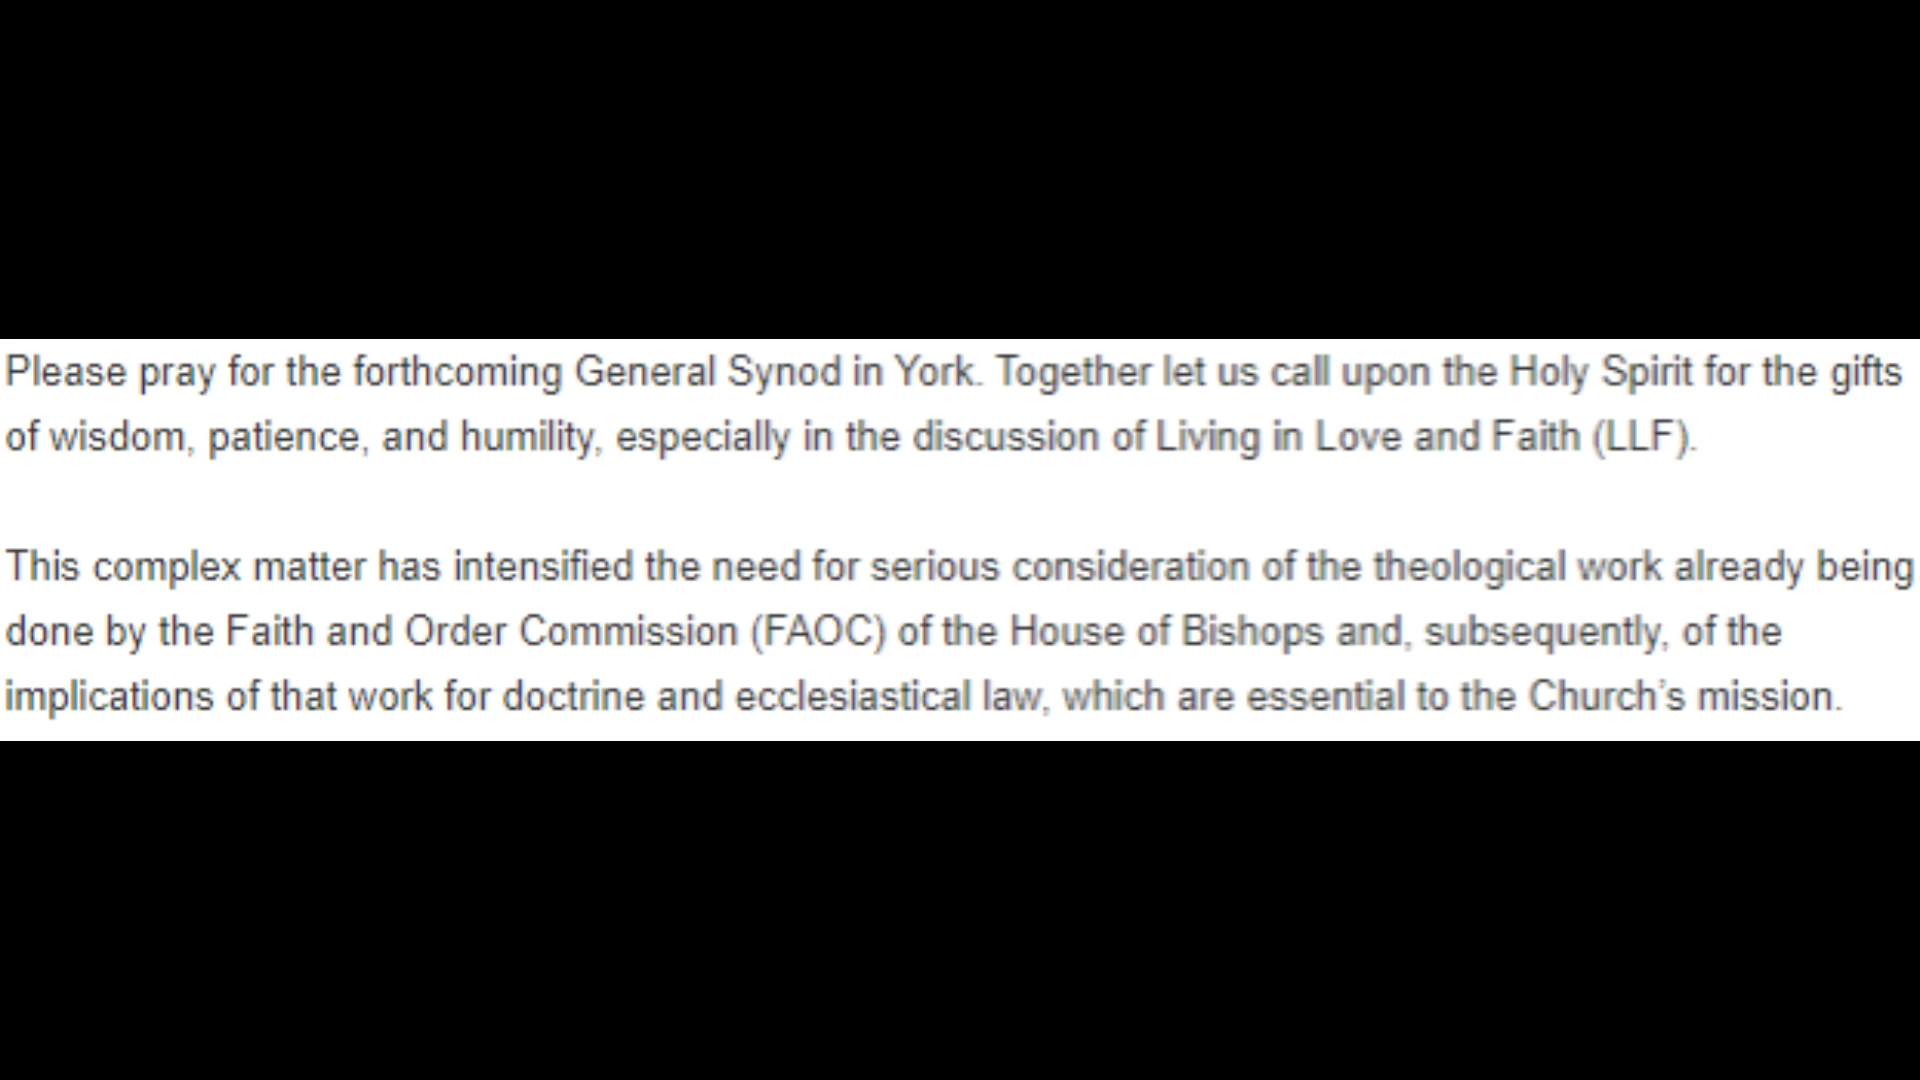 Please pray for the forthcoming General Synod in York. Together let us call upon the Holy Spirit for the gifts
of wisdom, patience, and humility, especially in the discussion of Living in Love and Faith (LLF).
This complex matter has intensified the need for serious consideration of the theological work already being
done by the Faith and Order Commission (FAOC) of the House of Bishops and, subsequently, of the
implications of that work for doctrine and ecclesiastical law, which are essential to the Church’s mission.